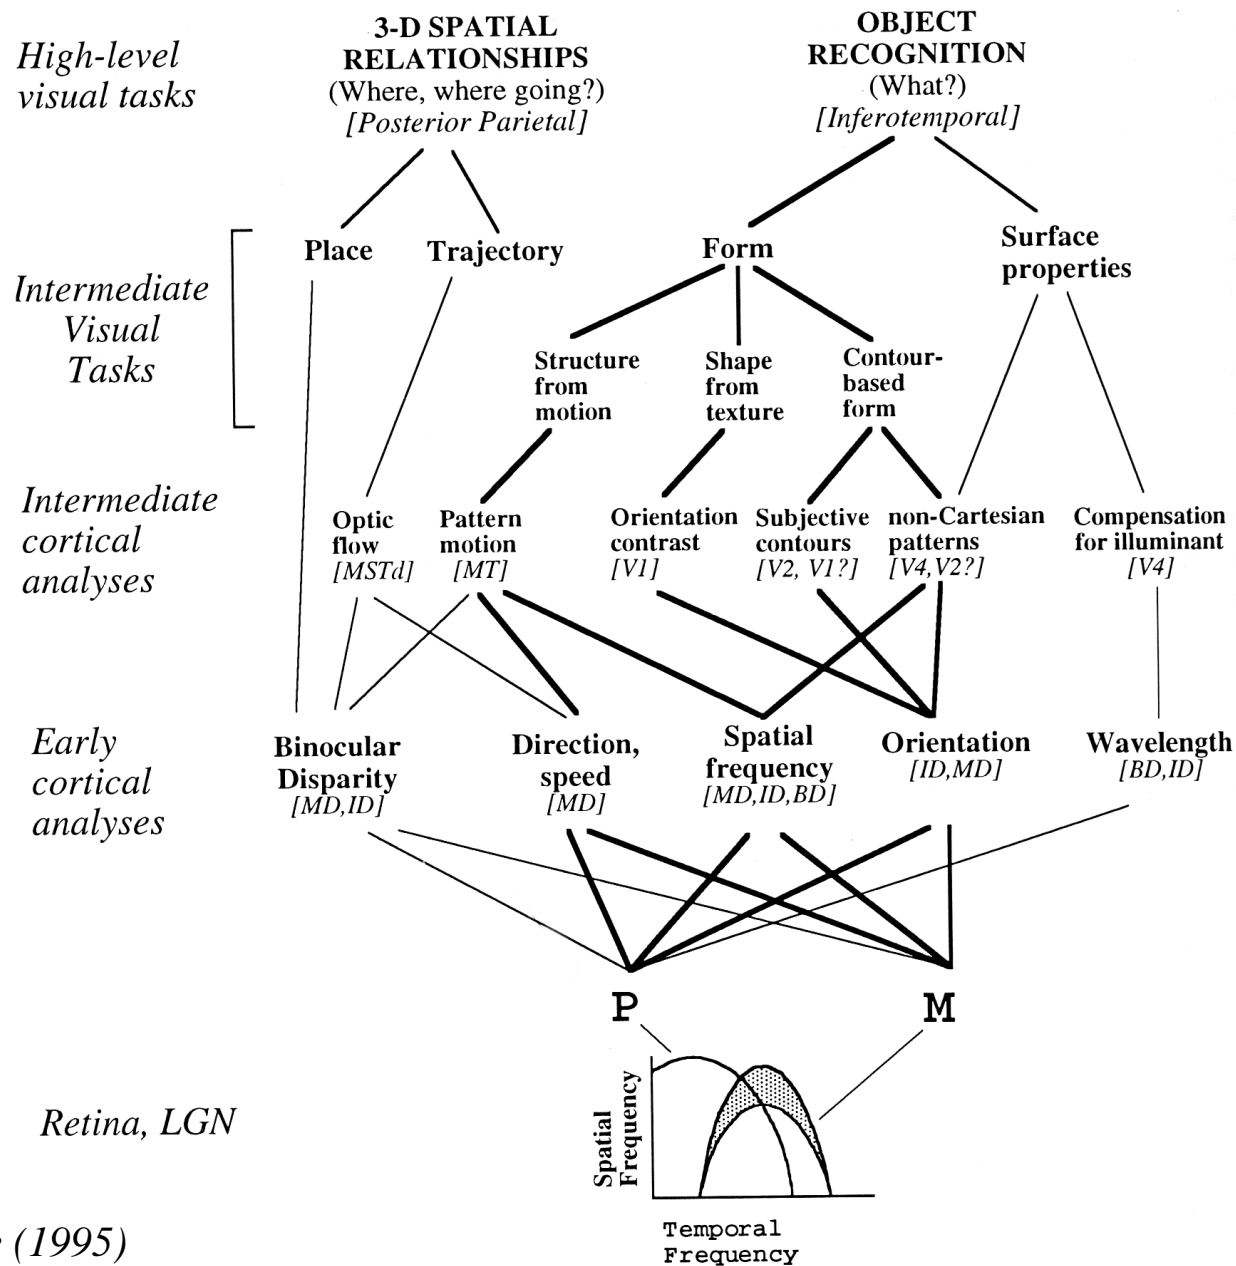 High-level
visual tasks
3-D SPATIAL
RELATIONSHIPS
(Where, where going?)
[Posterior Parietal]
OBJECT
RECOGNITION
(What?)
[Inferotemporal]
Intermediate
Visual
Tasks
Place
Trajectory
Form
Surface
properties
Structure
from
motion
Shape
from
texture
Contour-
based
form
Intermediate
cortical
analyses
Optic
flow
[MSTd]
Pattern
motion
[MT]
Orientation
contrast
[V1]
Subjective
contours
[V2, V1?]
non-Cartesian
patterns
[V4,V2?]
Compensation
for illuminant
[V4]
Early
cortical
analyses
Binocular
Disparity
[MD,ID]
Direction,
speed
[MD]
Spatial
frequency
[MD,ID,BD]
Orientation
[ID,MD]
Wavelength
[BD,ID]
P
M
Retina, LGN
Spatial
Frequency
Temporal
Frequency
(1995)